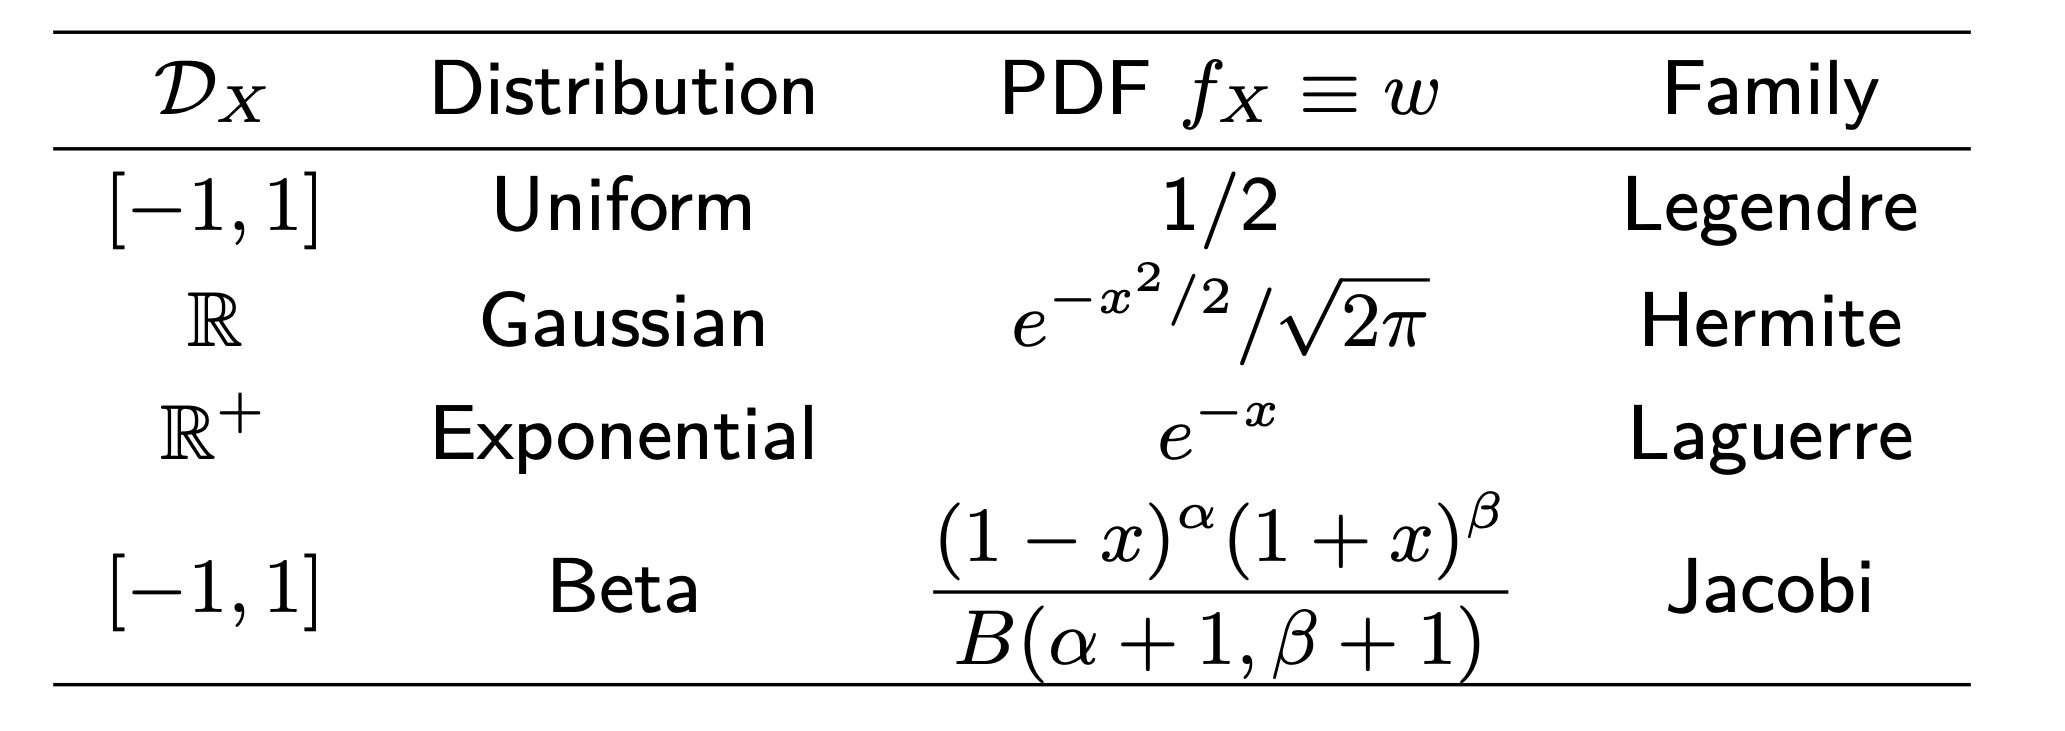 𝒟_X Distribution PDF f_X ≡ w Family
[−1, 1] Uniform 1/2 Legendre
ℝ Gaussian e^{−x²/2}/√(2π) Hermite
ℝ⁺ Exponential e^{−x} Laguerre
[−1, 1] Beta (1 − x)^α(1 + x)^β / B(α + 1, β + 1) Jacobi